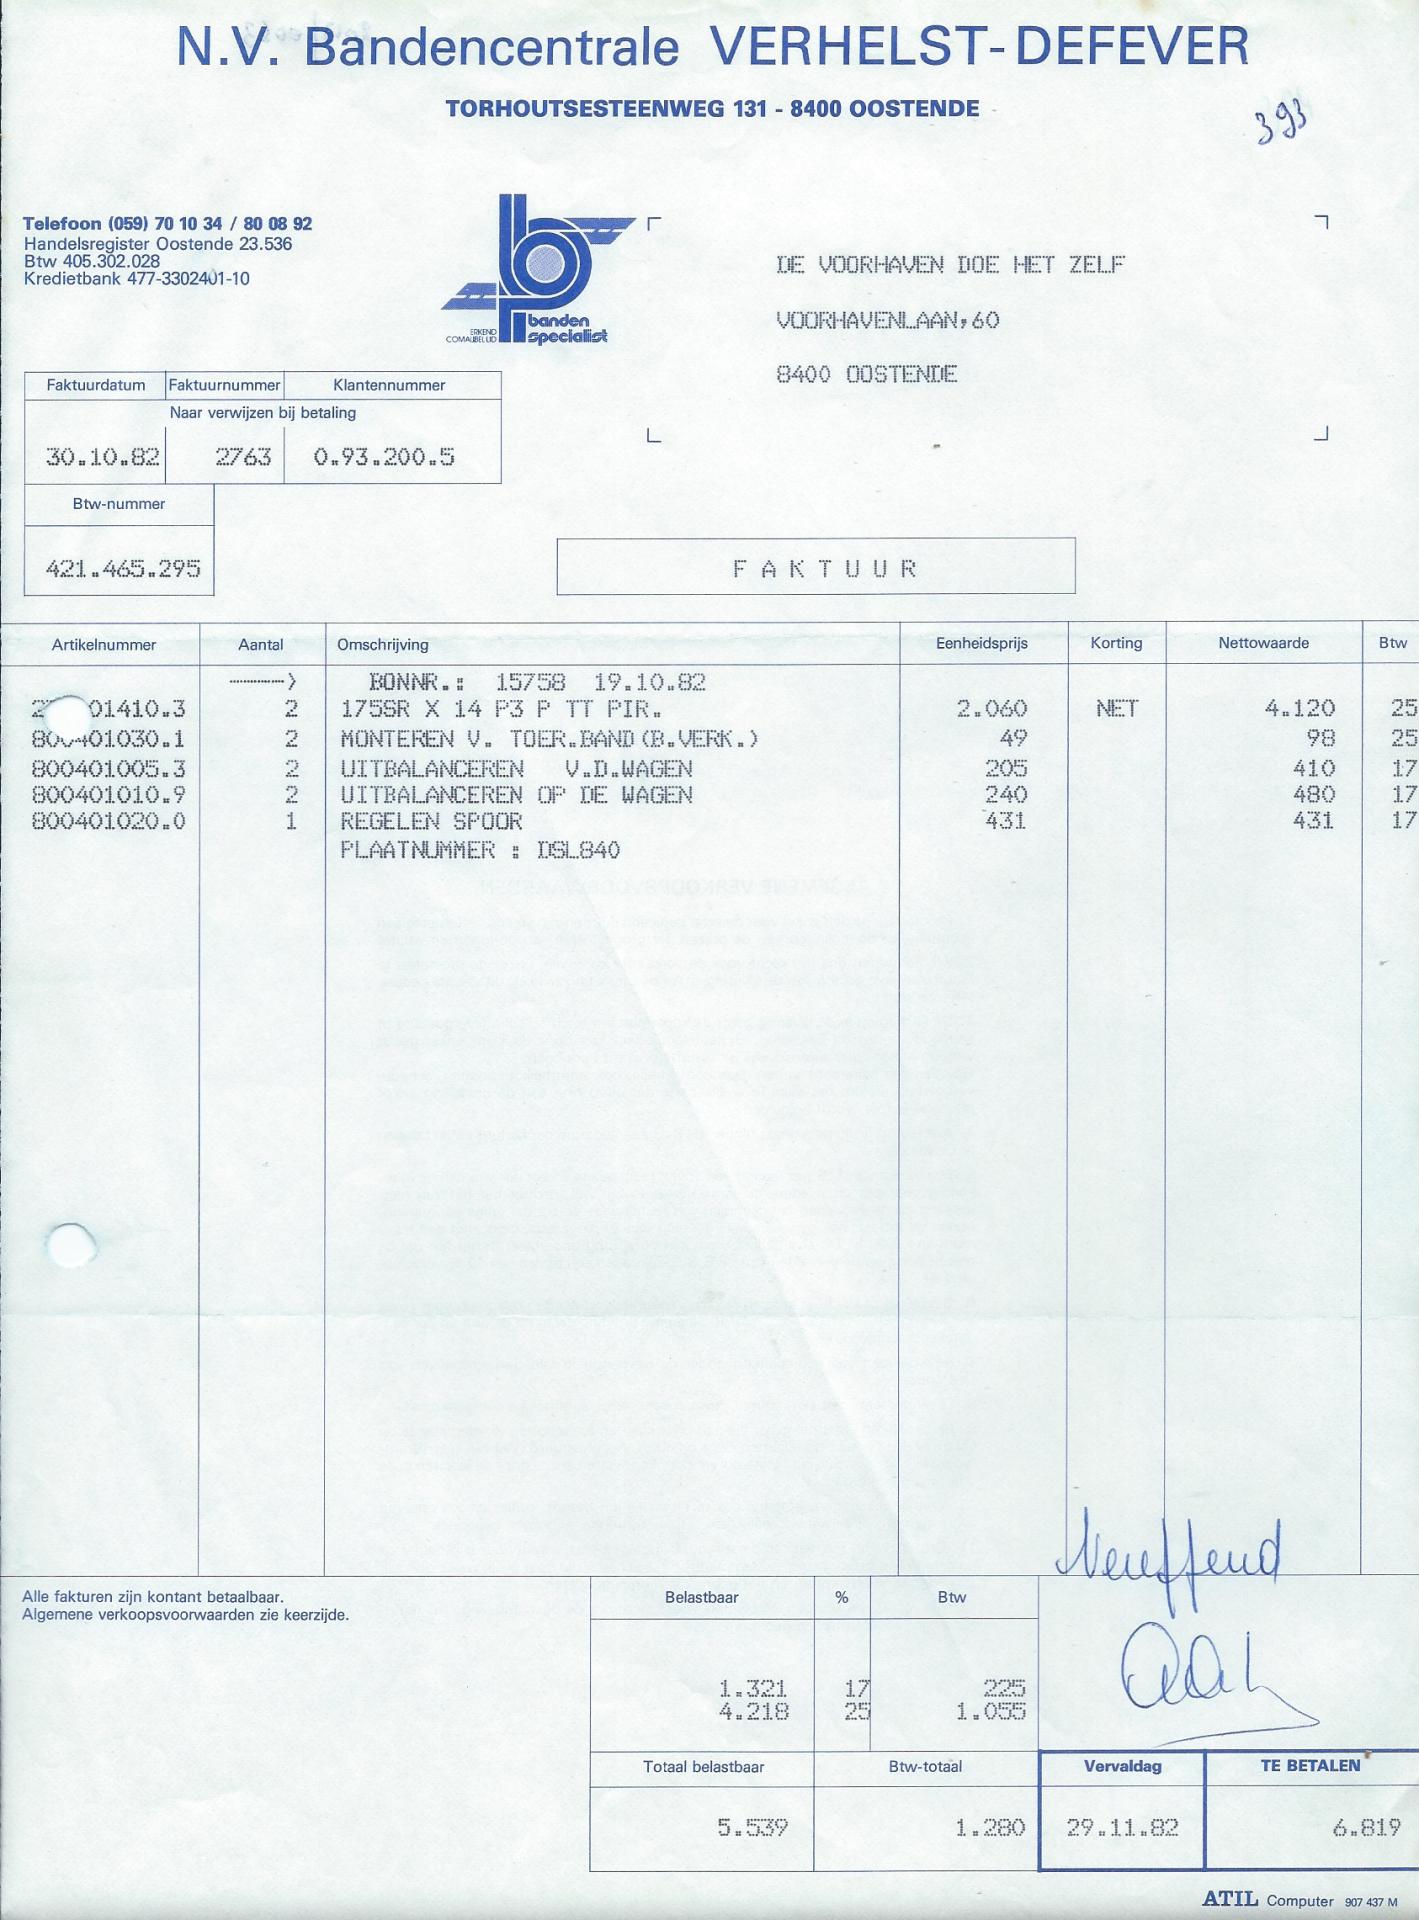 N.V. Bandencentrale VERHELST-DEFEVER
TORHOUTSESTEENWEG 131 - 8400 OOSTENDE
393
Telefoon (059) 70 10 34 / 80 08 92
Handelsregister Oostende 23.536
Btw 405.302.028
Kredietbank 477-3302401-10
ERKEND
COMAUBEL LID
banden
specialist
DE VOORHAVEN DOE HET ZELF
VOORHAVENLAAN,60
8400 OOSTENDE
Faktuurdatum Faktuurnummer Klantennummer
Naar verwijzen bij betaling
30.10.82 2763 0.93.200.5
Btw-nummer
421.465.295
FAKTUUR
Artikelnummer Aantal Omschrijving Eenheidsprijs Korting Nettowaarde Btw
----------> BONNR.: 15758 19.10.82
01410.3 2 175SR X 14 P3 P TT PIR. 2.060 NET 4.120 25
800401030.1 2 MONTEREN V. TOER.BAND(B.VERK.) 49 98 25
800401005.3 2 UITBALANCEREN V.D.WAGEN 205 410 17
800401010.9 2 UITBALANCEREN OP DE WAGEN 240 480 17
800401020.0 1 REGELEN SPOOR 431 431 17
PLAATNUMMER : DSL840
Alle fakturen zijn kontant betaalbaar.
Algemene verkoopsvoorwaarden zie keerzijde.
Belastbaar % Btw
1.321 17 225
4.218 25 1.055
Totaal belastbaar Btw-totaal Vervaldag TE BETALEN
5.539 1.280 29.11.82 6.819
ATIL Computer 907 437 M